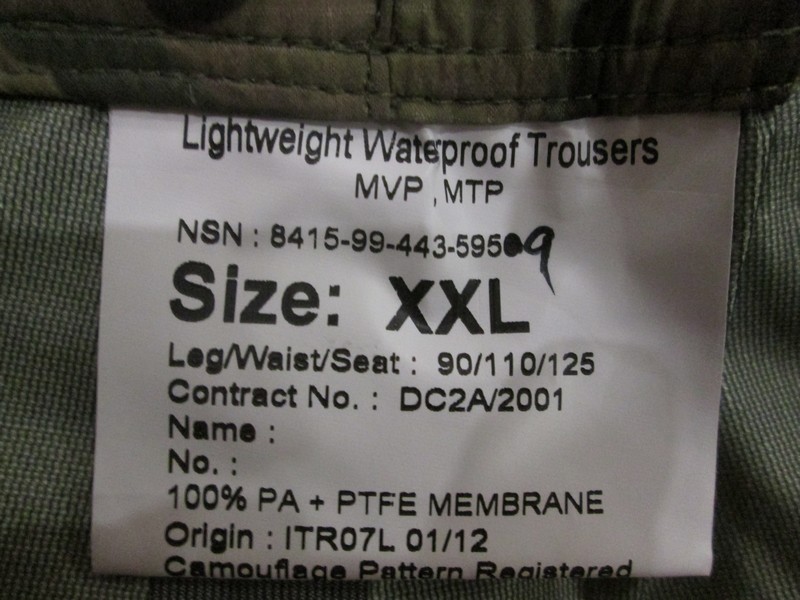 Lightweight Waterproof Trousers
MVP, MTP
NSN : 8415-99-443-5959
Size: XXL
Leg/Waist/Seat : 90/110/125
Contract No. : DC2A/2001
Name :
No. :
100% PA + PTFE MEMBRANE
Origin : ITR07L 01/12
Camouflage Pattern Registered